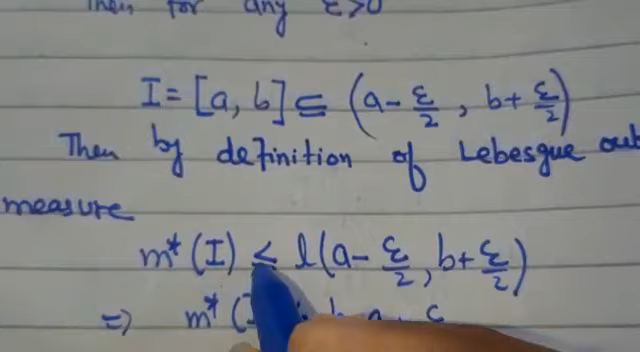 Then for any ε>0
I = [a, b] ⊆ (a - ε/2 , b + ε/2)
Then by definition of Lebesgue out
measure
m*(I) ≤ l(a - ε/2, b + ε/2)
⇒ m*(